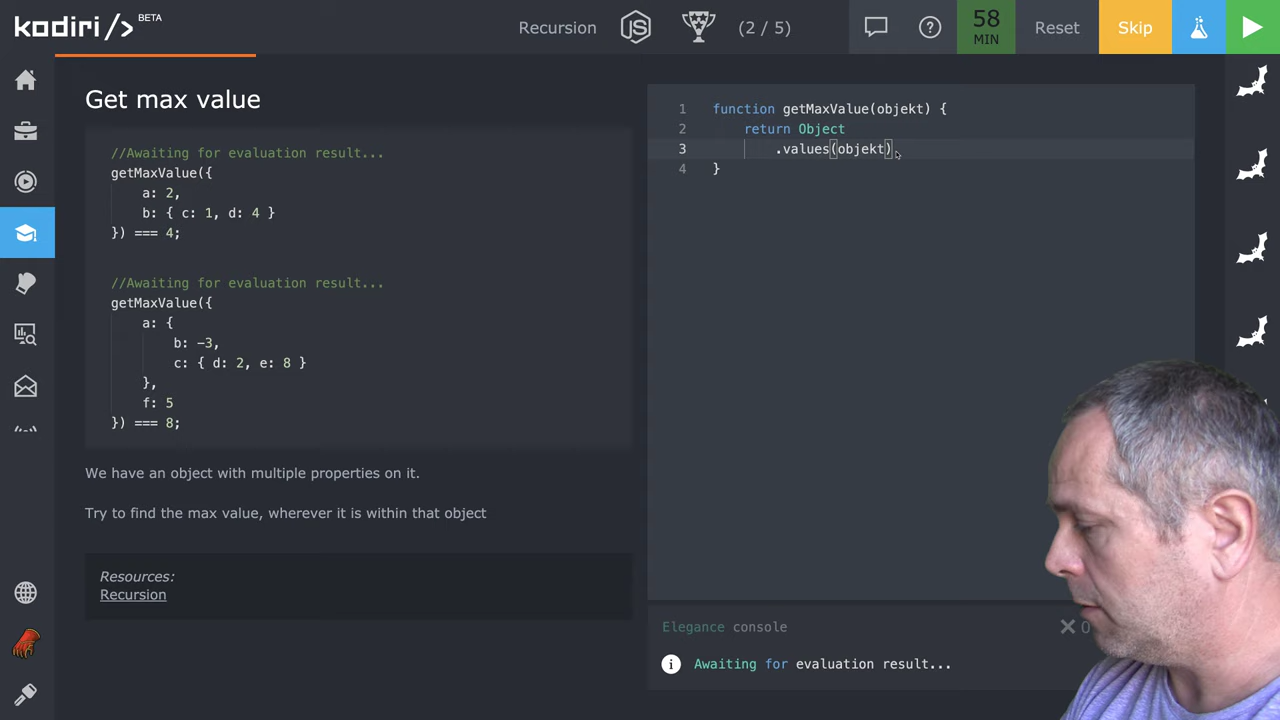 kodiri /> BETA
Recursion
JS
(2 / 5)
58
MIN
Reset
Skip
Get max value
//Awaiting for evaluation result...
getMaxValue({
a: 2,
b: { c: 1, d: 4 }
}) === 4;
//Awaiting for evaluation result...
getMaxValue({
a: {
b: -3,
c: { d: 2, e: 8 }
},
f: 5
}) === 8;
We have an object with multiple properties on it.
Try to find the max value, wherever it is within that object
Resources:
Recursion
1 function getMaxValue(objekt) {
2 return Object
3 .values(objekt)
4 }
Elegance console
0
i Awaiting for evaluation result...